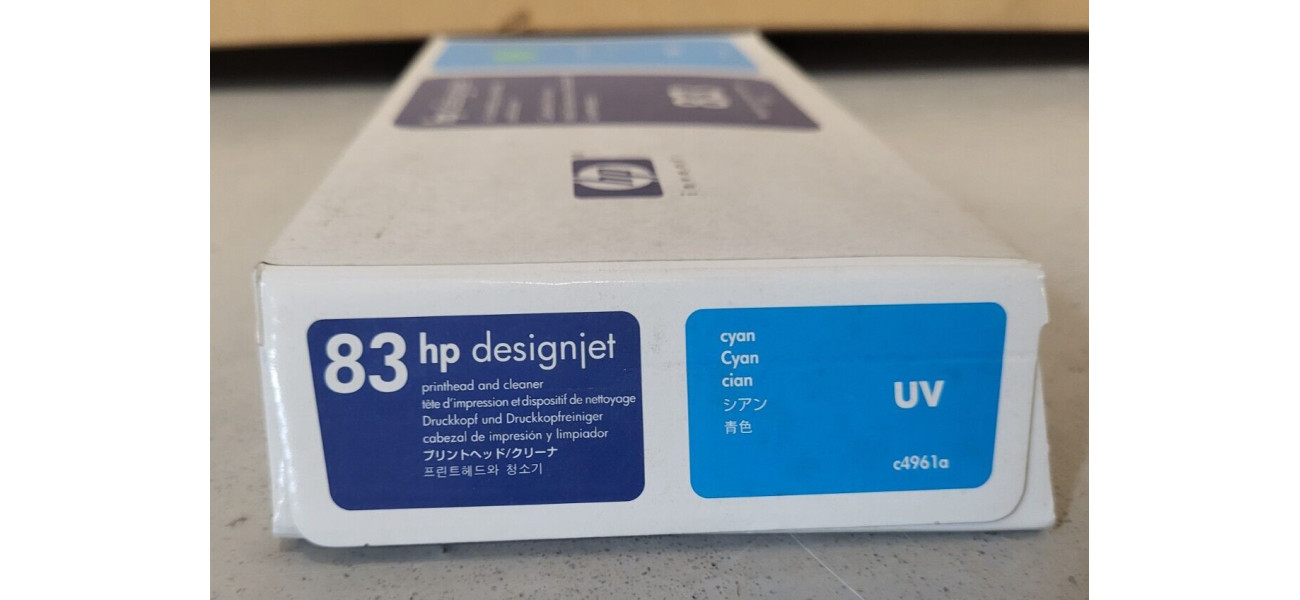 83
hp
83 hp designjet
printhead and cleaner
tête d'impression et dispositif de nettoyage
Druckkopf und Druckkopfreiniger
cabezal de impresión y limpiador
プリントヘッド/クリーナ
프린트헤드와 청소기
cyan
Cyan
cian
シアン
青色
UV
c4961a